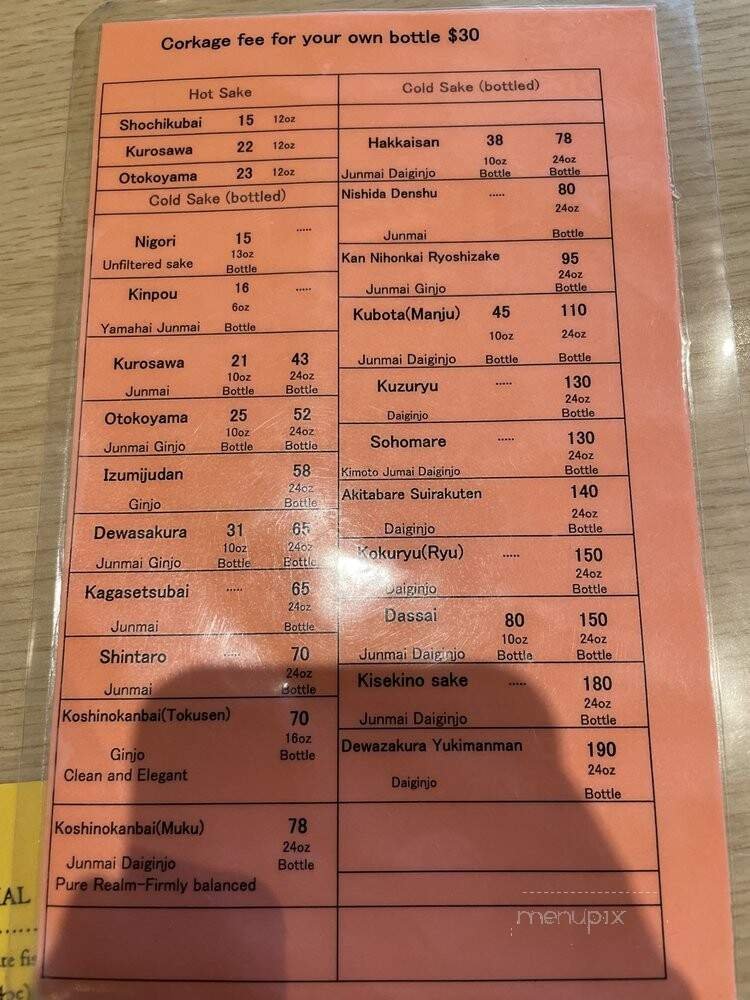 Corkage fee for your own bottle $30
Hot Sake
Shochikubai 15 12oz
Kurosawa 22 12oz
Otokoyama 23 12oz
Cold Sake (bottled)
Nigori 15 .....
13oz
Unfiltered sake Bottle
Kinpou 16 .....
6oz
Yamahai Junmai Bottle
Kurosawa 21 43
10oz 24oz
Junmai Bottle Bottle
Otokoyama 25 52
10oz 24oz
Junmai Ginjo Bottle Bottle
Izumijudan 58
24oz
Ginjo Bottle
Dewasakura 31 65
10oz 24oz
Junmai Ginjo Bottle Bottle
Kagasetsubai ..... 65
24oz
Junmai Bottle
Shintaro ..... 70
24oz
Junmai Bottle
Koshinokanbai(Tokusen) 70
16oz
Ginjo Bottle
Clean and Elegant
Koshinokanbai(Muku) 78
24oz
Junmai Daiginjo Bottle
Pure Realm-Firmly balanced
Cold Sake (bottled)
Hakkaisan 38 78
10oz 24oz
Junmai Daiginjo Bottle Bottle
Nishida Denshu ..... 80
24oz
Junmai Bottle
Kan Nihonkai Ryoshizake 95
24oz
Junmai Ginjo Bottle
Kubota(Manju) 45 110
10oz 24oz
Junmai Daiginjo Bottle Bottle
Kuzuryu ..... 130
24oz
Daiginjo Bottle
Sohomare ..... 130
24oz
Kimoto Jumai Daiginjo Bottle
Akitabare Suirakuten 140
24oz
Daiginjo Bottle
Kokuryu(Ryu) ..... 150
24oz
Daiginjo Bottle
Dassai 80 150
10oz 24oz
Junmai Daiginjo Bottle Bottle
Kisekino sake ..... 180
24oz
Junmai Daiginjo Bottle
Dewazakura Yukimanman 190
24oz
Daiginjo Bottle
menupix